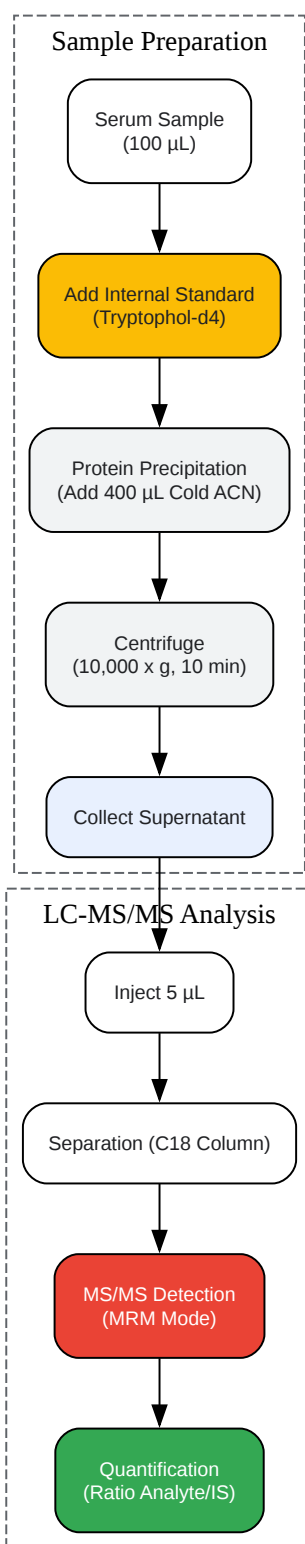 Sample Preparation
Serum Sample
(100 µL)
Add Internal Standard
(Tryptophol-d4)
Protein Precipitation
(Add 400 µL Cold ACN)
Centrifuge
(10,000 x g, 10 min)
Collect Supernatant
LC-MS/MS Analysis
Inject 5 µL
Separation (C18 Column)
MS/MS Detection
(MRM Mode)
Quantification
(Ratio Analyte/IS)